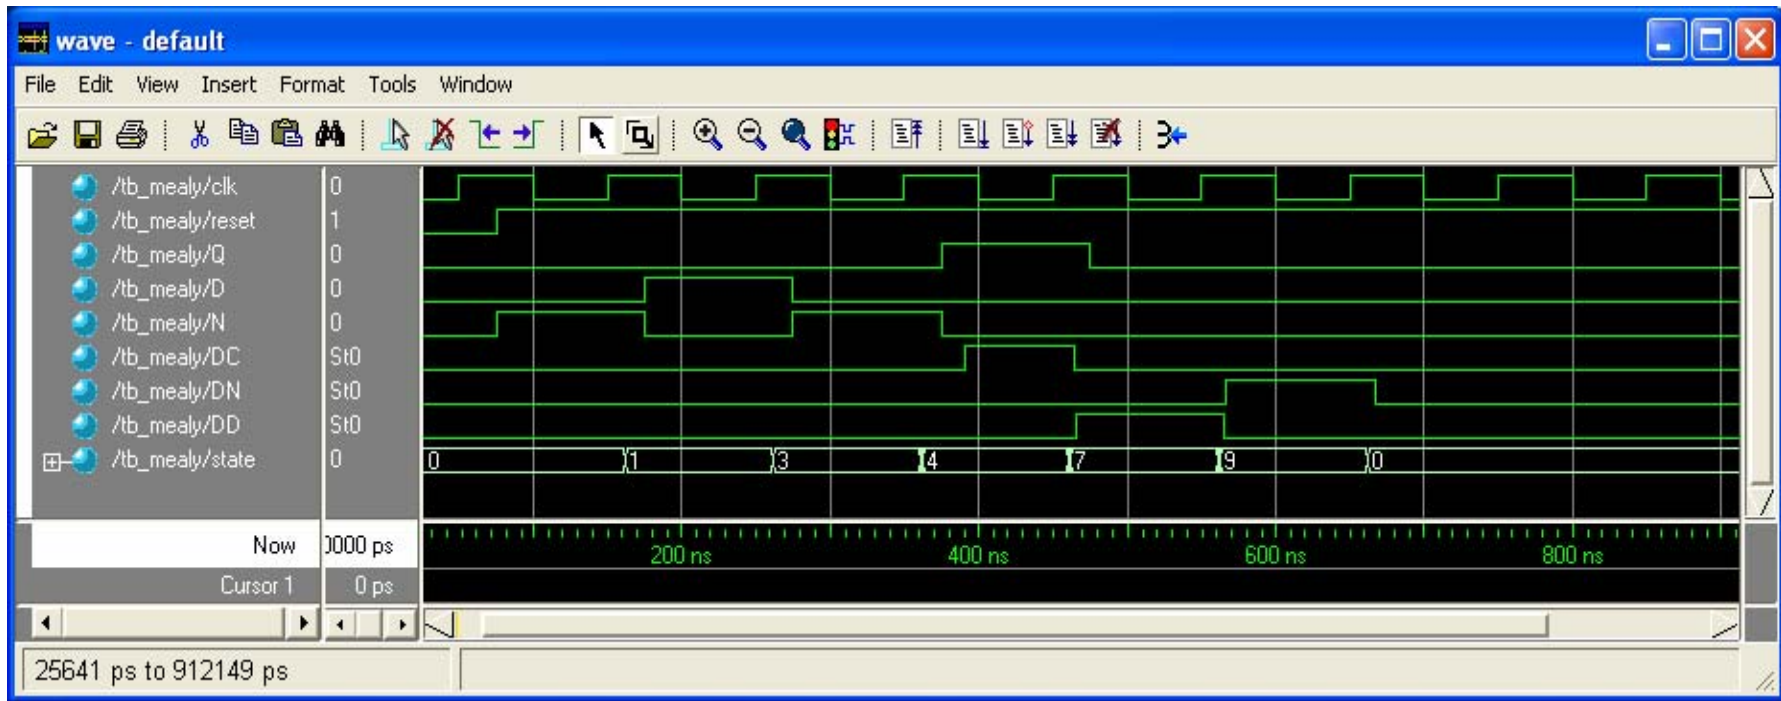 wave - default
File Edit View Insert Format Tools Window
/tb_mealy/clk 0
/tb_mealy/reset 1
/tb_mealy/Q 0
/tb_mealy/D 0
/tb_mealy/N 0
/tb_mealy/DC St0
/tb_mealy/DN St0
/tb_mealy/DD St0
/tb_mealy/state 0 0 1 3 4 7 9 0
Now 0000 ps 200 ns 400 ns 600 ns 800 ns
Cursor 1 0 ps
25641 ps to 912149 ps